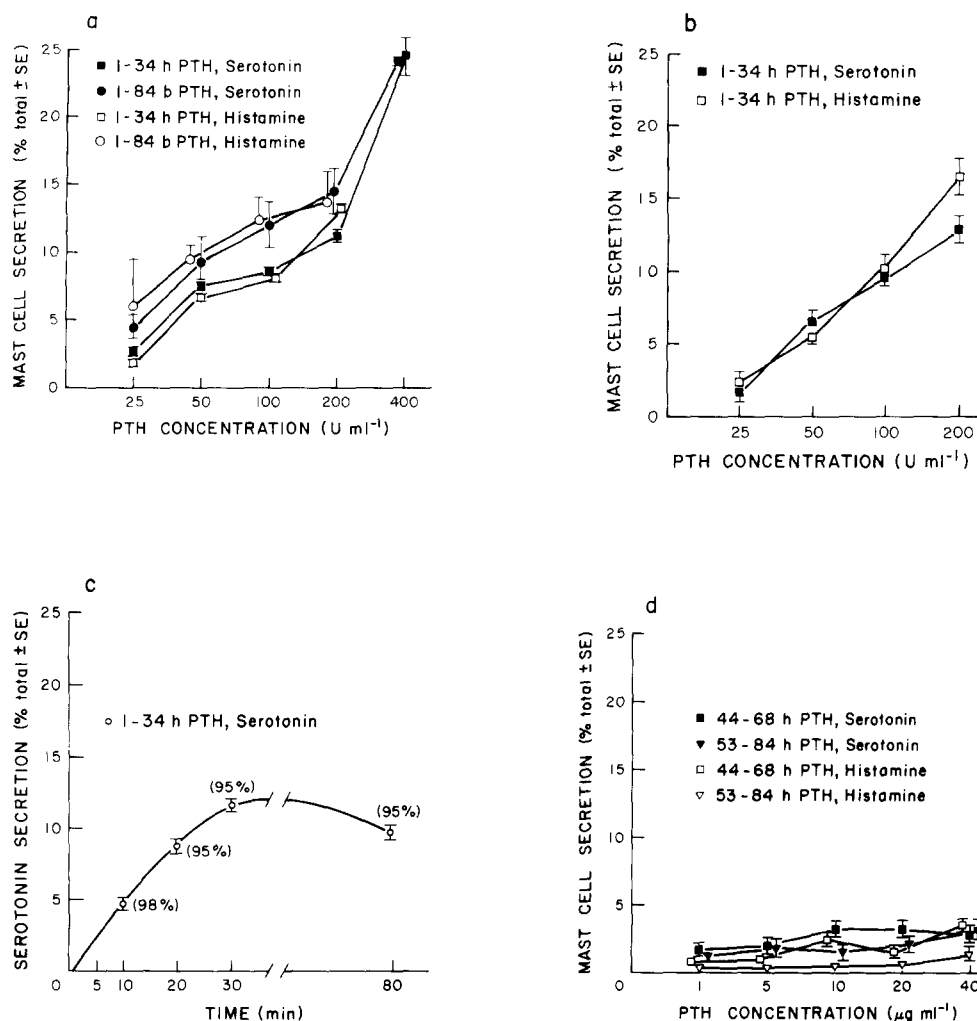 a
MAST CELL SECRETION (% total ± SE)
25
20
15
10
5
0
■ 1-34 h PTH, Serotonin
● 1-84 b PTH, Serotonin
□ 1-34 h PTH, Histamine
○ 1-84 b PTH, Histamine
25 50 100 200 400
PTH CONCENTRATION (U ml⁻¹)
b
MAST CELL SECRETION (% total ± SE)
25
20
15
10
5
0
■ 1-34 h PTH, Serotonin
□ 1-34 h PTH, Histamine
25 50 100 200
PTH CONCENTRATION (U ml⁻¹)
c
SEROTONIN SECRETION (% total ± SE)
25
20
15
10
5
0
○ 1-34 h PTH, Serotonin
(98%)
(95%)
(95%)
(95%)
5 10 20 30 80
TIME (min)
d
MAST CELL SECRETION (% total ± SE)
25
20
15
10
5
0
■ 44-68 h PTH, Serotonin
▼ 53-84 h PTH, Serotonin
□ 44-68 h PTH, Histamine
▽ 53-84 h PTH, Histamine
1 5 10 20 40
PTH CONCENTRATION (μg ml⁻¹)